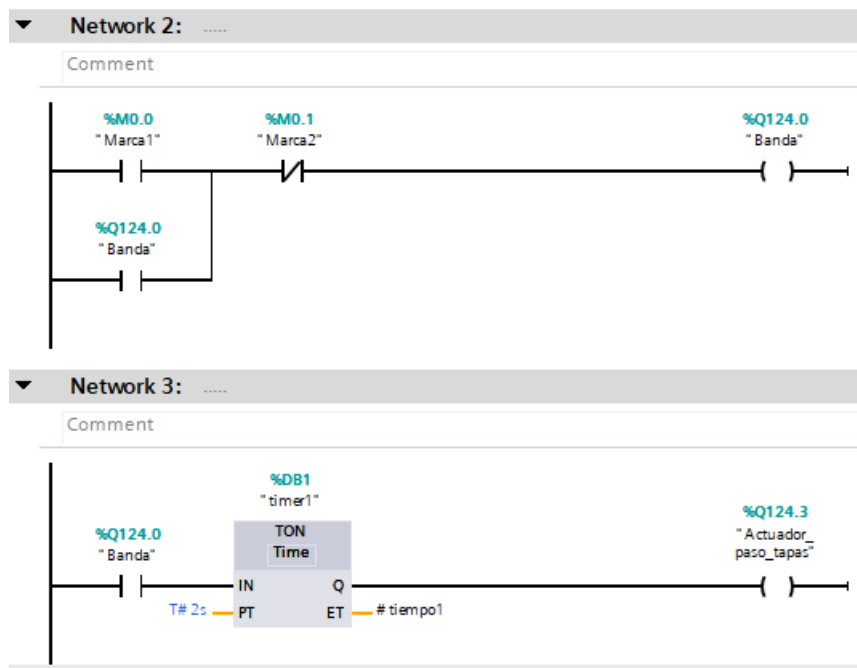 Network 2: .....
Comment
%M0.0 %M0.1 %Q124.0
"Marca1" "Marca2" "Banda"
%Q124.0
"Banda"
Network 3: .....
Comment
%DB1
"timer1"
%Q124.3
%Q124.0 TON "Actuador_
"Banda" Time paso_tapas"
IN Q
T# 2s PT ET # tiempo1